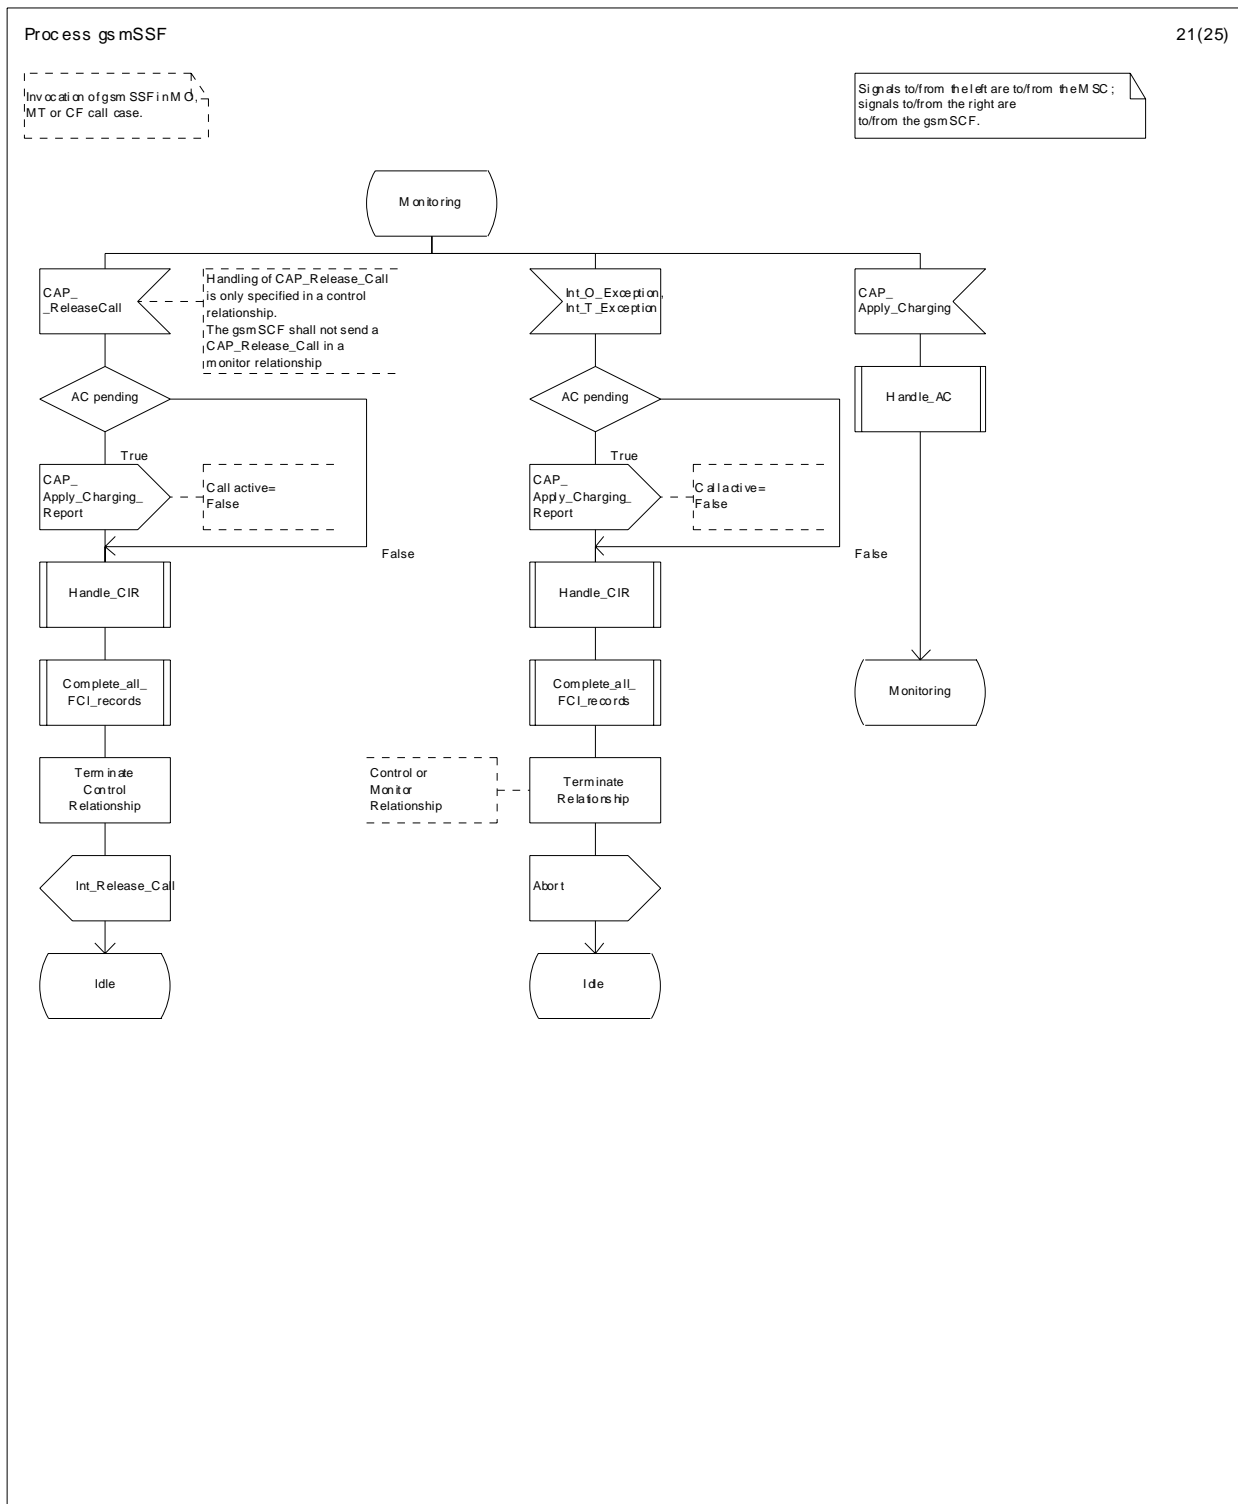 Process gsmSSF
21(25)
Invocation of gsmSSF in MO,
MT or CF call case.
Signals to/from the left are to/from the MSC;
signals to/from the right are
to/from the gsmSCF.
Monitoring
CAP_
_ReleaseCall
Handling of CAP_Release_Call
is only specified in a control
relationship.
The gsmSCF shall not send a
CAP_Release_Call in a
monitor relationship
Int_O_Exception,
Int_T_Exception
CAP_
Apply_Charging
AC pending
AC pending
Handle_AC
True
True
CAP_
Apply_Charging_
Report
Call active=
False
CAP_
Apply_Charging_
Report
Call active=
False
False
False
Handle_CIR
Handle_CIR
Complete_all_
FCI_records
Complete_all_
FCI_records
Monitoring
Terminate
Control
Relationship
Control or
Monitor
Relationship
Terminate
Relationship
Int_Release_Call
Abort
Idle
Idle